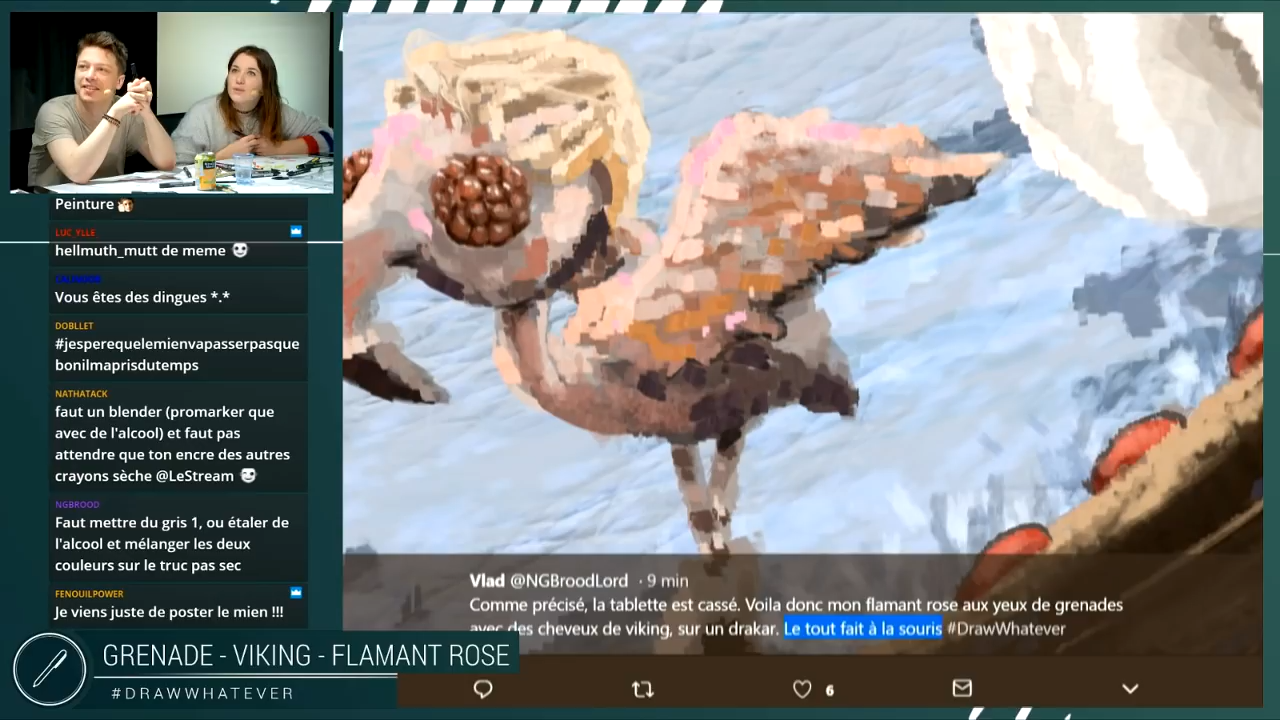 Peinture
LUC_YLLE
hellmuth_mutt de meme
Vous êtes des dingues *.*
DOBLLET
#jesperequelemienvapasserpasque
bonilmaprisdutemps
NATHATACK
faut un blender (promarker que
avec de l'alcool) et faut pas
attendre que ton encre des autres
crayons sèche @LeStream
NGBROOD
Faut mettre du gris 1, ou étaler de
l'alcool et mélanger les deux
couleurs sur le truc pas sec
FENOUILPOWER
Je viens juste de poster le mien !!!
Vlad @NGBroodLord · 9 min
Comme précisé, la tablette est cassé. Voila donc mon flamant rose aux yeux de grenades
avec des cheveux de viking, sur un drakar. Le tout fait à la souris #DrawWhatever
6
GRENADE - VIKING - FLAMANT ROSE
#DRAWWHATEVER